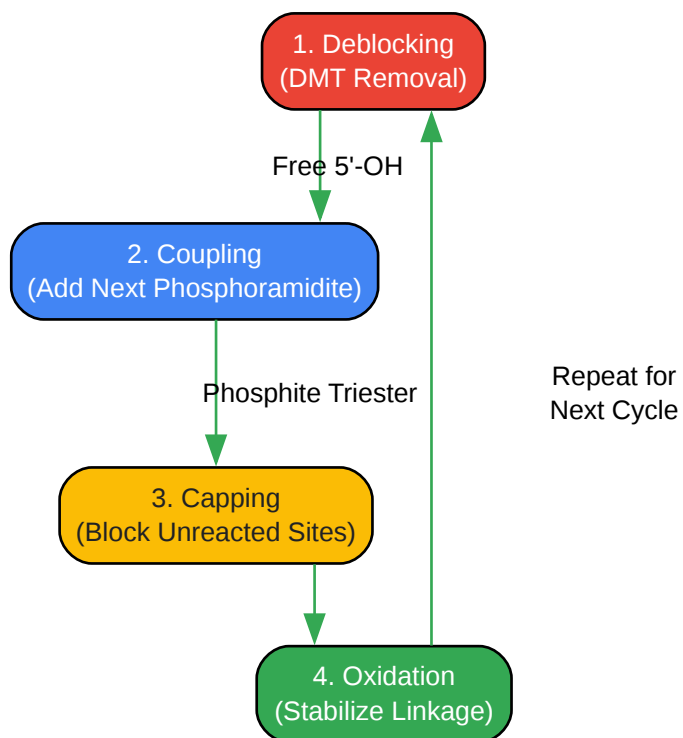 1. Deblocking
(DMT Removal)
Free 5'-OH
2. Coupling
(Add Next Phosphoramidite)
Phosphite Triester
Repeat for
Next Cycle
3. Capping
(Block Unreacted Sites)
4. Oxidation
(Stabilize Linkage)